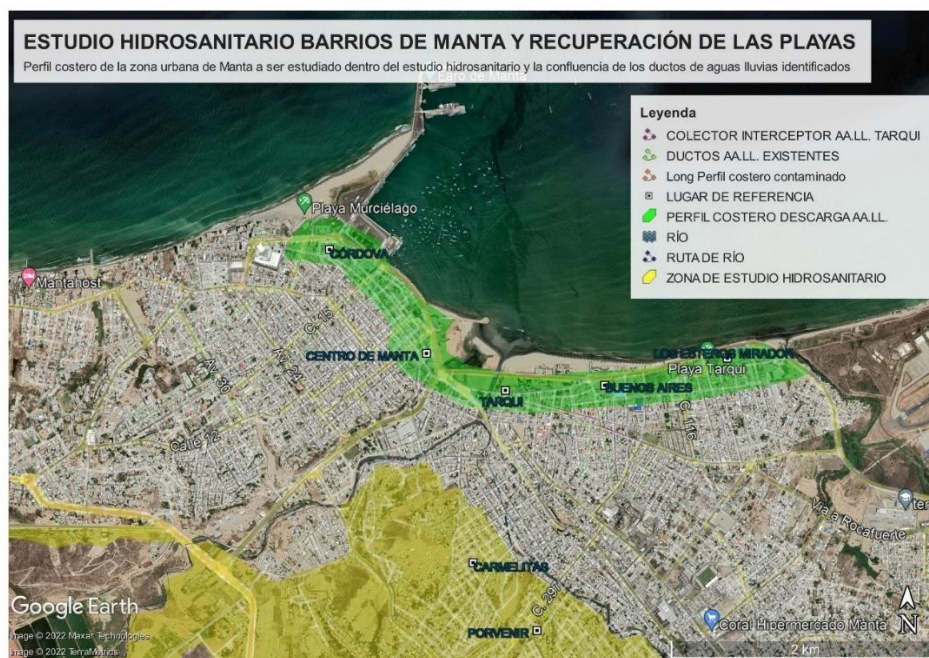 ESTUDIO HIDROSANITARIO BARRIOS DE MANTA Y RECUPERACIÓN DE LAS PLAYAS
Perfil costero de la zona urbana de Manta a ser estudiado dentro del estudio hidrosanitario y la confluencia de los ductos de aguas lluvias identificados
Faro de Manta
Leyenda
COLECTOR INTERCEPTOR AA.LL. TARQUI
DUCTOS AA.LL. EXISTENTES
Long Perfil costero contaminado
LUGAR DE REFERENCIA
PERFIL COSTERO DESCARGA AA.LL.
RÍO
RUTA DE RÍO
ZONA DE ESTUDIO HIDROSANITARIO
Playa Murciélago
CÓRDOVA
Mantahost
C. 15
CENTRO DE MANTA
LOS ESTEROS MIRADOR
Playa Tarqui
Av. 24
BUENOS AIRES
TARQUI
C. 116
Calle 12
ter
Vía a Rocafuerte
CARMELITAS
Google Earth
Coral Hipermercado Manta
N
PORVENIR
Image © 2022 Maxar Technologies
Image © 2022 TerraMetrics
2 km